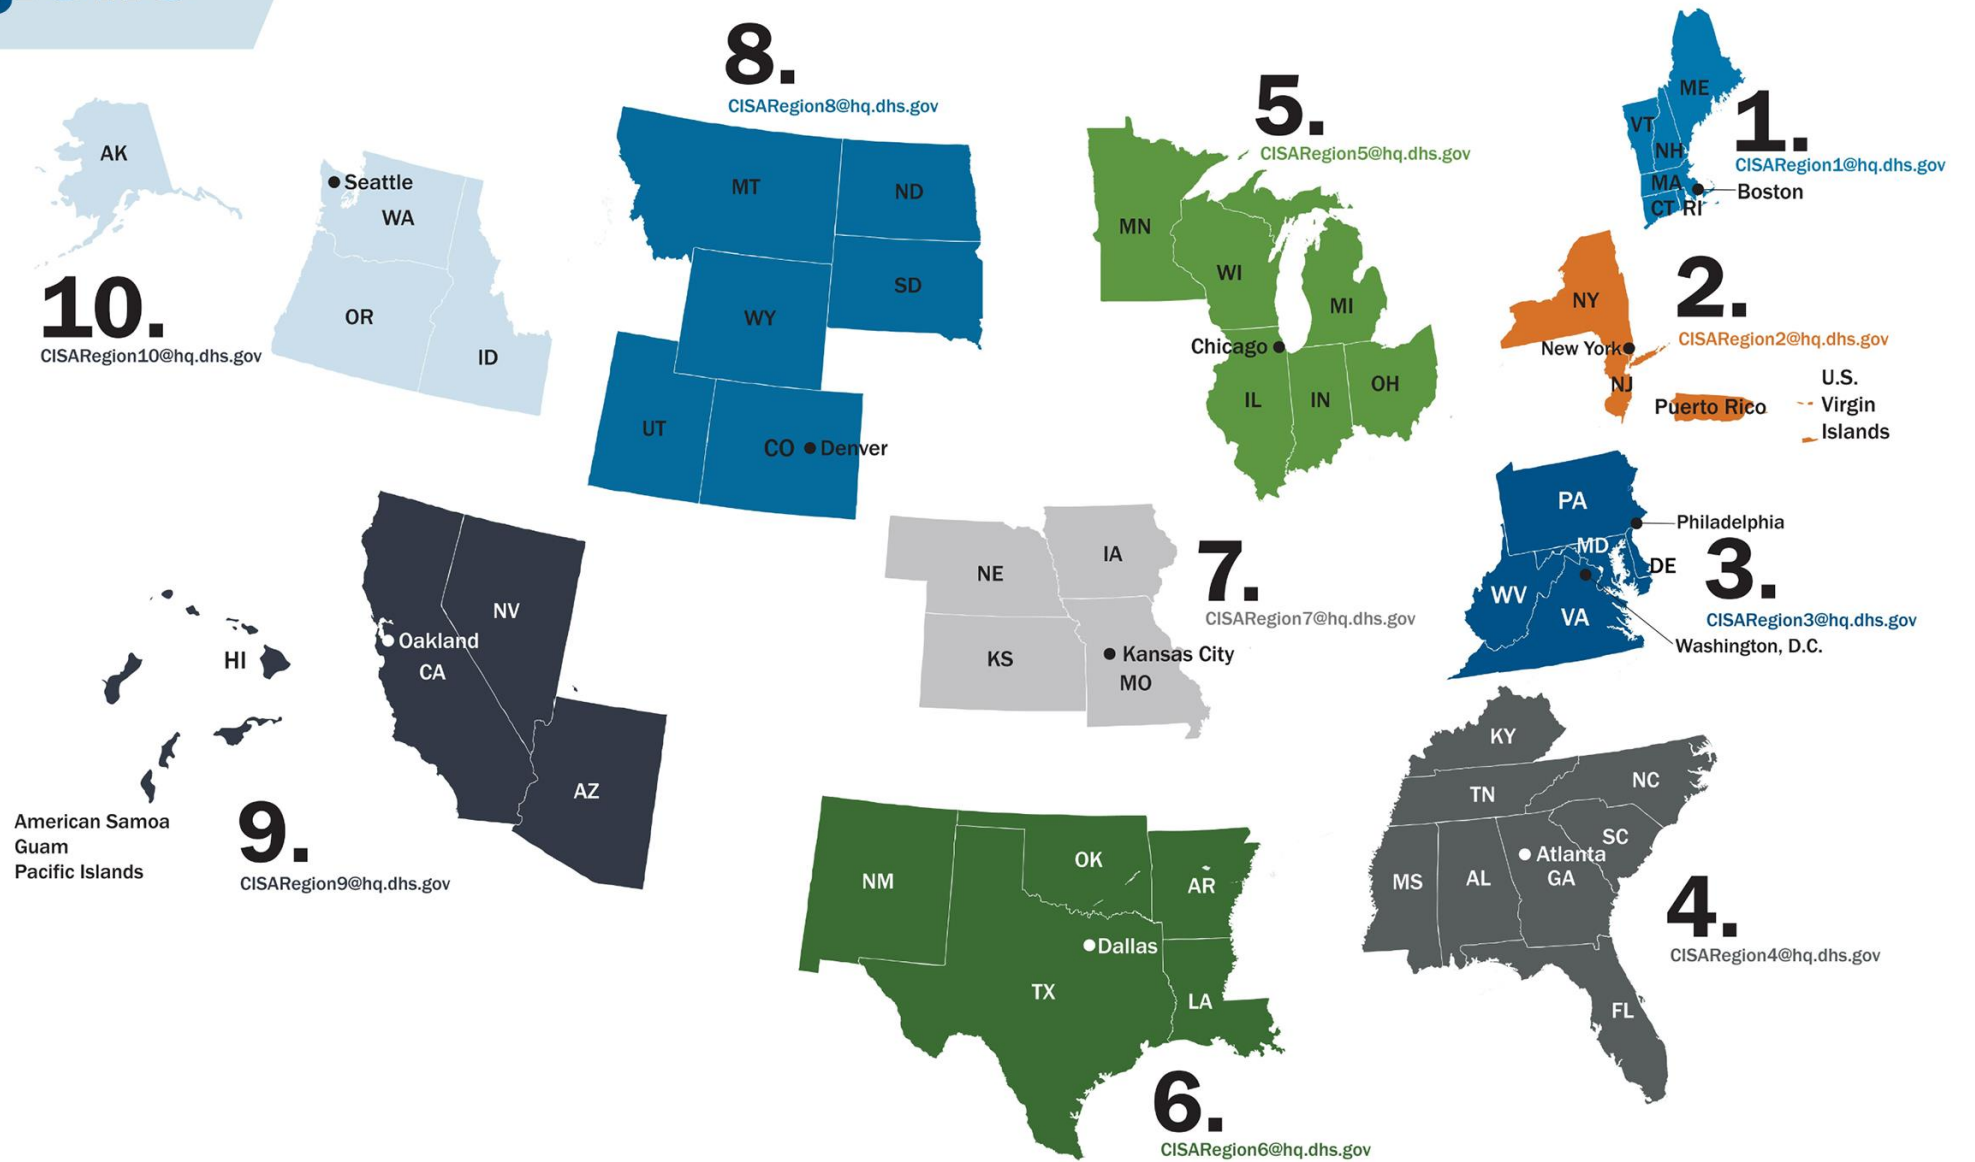 10.
CISARegion10@hq.dhs.gov
AK
Seattle
WA
OR
ID
8.
CISARegion8@hq.dhs.gov
MT
ND
SD
WY
UT
CO
Denver
5.
CISARegion5@hq.dhs.gov
MN
WI
MI
Chicago
IL
IN
OH
1.
CISARegion1@hq.dhs.gov
ME
VT
NH
MA
CT RI
Boston
2.
CISARegion2@hq.dhs.gov
NY
New York
NJ
Puerto Rico
U.S.
Virgin
Islands
3.
CISARegion3@hq.dhs.gov
PA
Philadelphia
MD
DE
WV
VA
Washington, D.C.
9.
CISARegion9@hq.dhs.gov
NV
Oakland
CA
HI
AZ
American Samoa
Guam
Pacific Islands
7.
CISARegion7@hq.dhs.gov
NE
IA
KS
Kansas City
MO
6.
CISARegion6@hq.dhs.gov
NM
OK
AR
Dallas
TX
LA
4.
CISARegion4@hq.dhs.gov
KY
TN
NC
SC
Atlanta
MS
AL
GA
FL